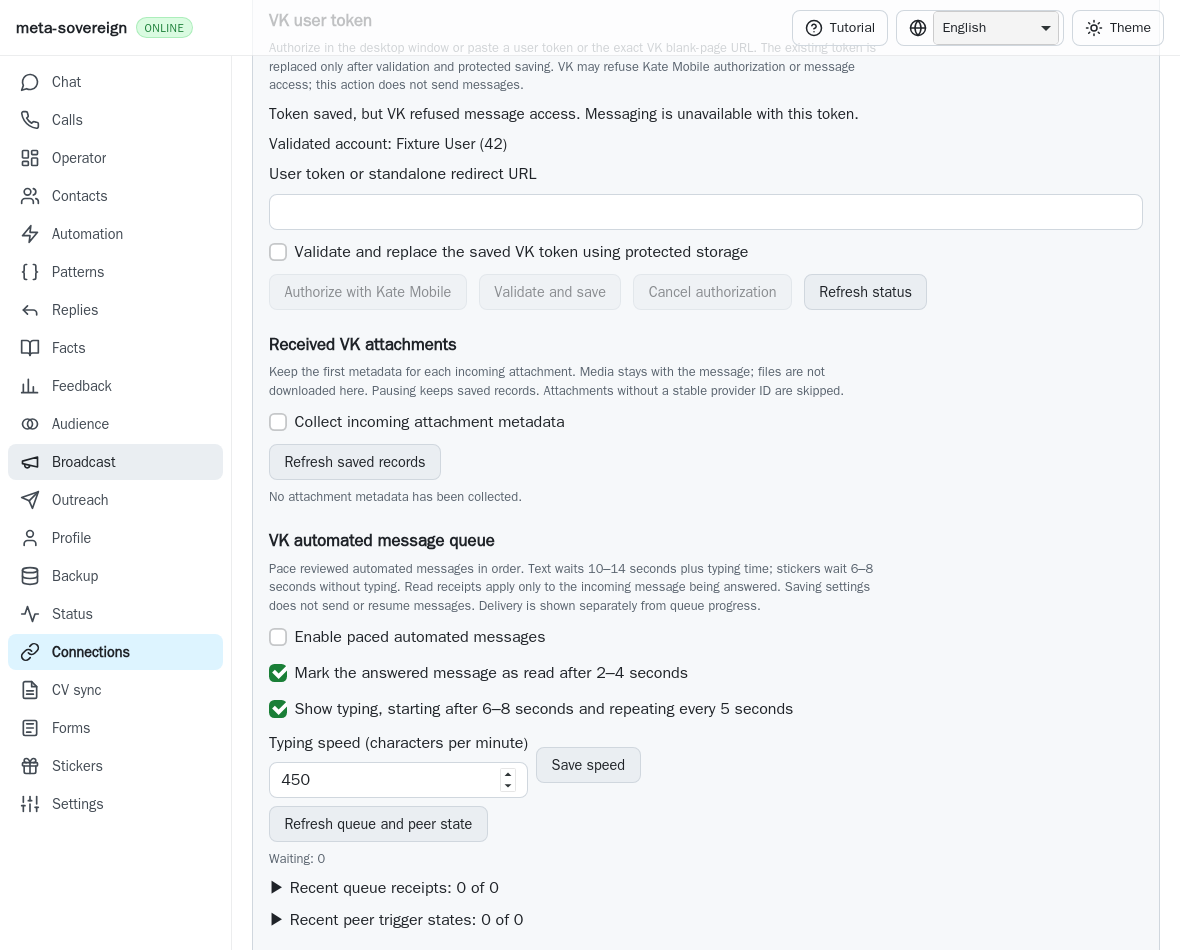 meta-sovereign
ONLINE
Tutorial
English
Theme
Chat
Calls
Operator
Contacts
Automation
Patterns
Replies
Facts
Feedback
Audience
Broadcast
Outreach
Profile
Backup
Status
Connections
CV sync
Forms
Stickers
Settings
VK user token
Authorize in the desktop window or paste a user token or the exact VK blank-page URL. The existing token is
replaced only after validation and protected saving. VK may refuse Kate Mobile authorization or message
access; this action does not send messages.
Token saved, but VK refused message access. Messaging is unavailable with this token.
Validated account: Fixture User (42)
User token or standalone redirect URL
Validate and replace the saved VK token using protected storage
Authorize with Kate Mobile
Validate and save
Cancel authorization
Refresh status
Received VK attachments
Keep the first metadata for each incoming attachment. Media stays with the message; files are not
downloaded here. Pausing keeps saved records. Attachments without a stable provider ID are skipped.
Collect incoming attachment metadata
Refresh saved records
No attachment metadata has been collected.
VK automated message queue
Pace reviewed automated messages in order. Text waits 10–14 seconds plus typing time; stickers wait 6–8
seconds without typing. Read receipts apply only to the incoming message being answered. Saving settings
does not send or resume messages. Delivery is shown separately from queue progress.
Enable paced automated messages
Mark the answered message as read after 2–4 seconds
Show typing, starting after 6–8 seconds and repeating every 5 seconds
Typing speed (characters per minute)
450
Save speed
Refresh queue and peer state
Waiting: 0
Recent queue receipts: 0 of 0
Recent peer trigger states: 0 of 0